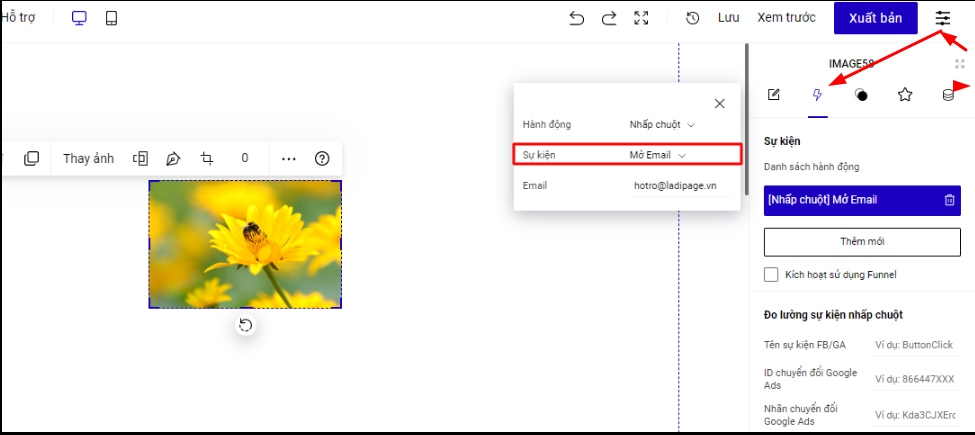 Hỗ trợ
Lưu
Xem trước
Xuất bản
IMAGE58
Hành động
Nhấp chuột
Thay ảnh
0
Sự kiện
Mở Email
Email
hotro@ladipage.vn
Sự kiện
Danh sách hành động
[Nhấp chuột] Mở Email
Thêm mới
Kích hoạt sử dụng Funnel
Đo lường sự kiện nhấp chuột
Tên sự kiện FB/GA
Ví dụ: ButtonClick
ID chuyển đổi Google
Ads
Ví dụ: 866447XXX
Nhãn chuyển đổi
Google Ads
Ví dụ: Kda3CJXErc